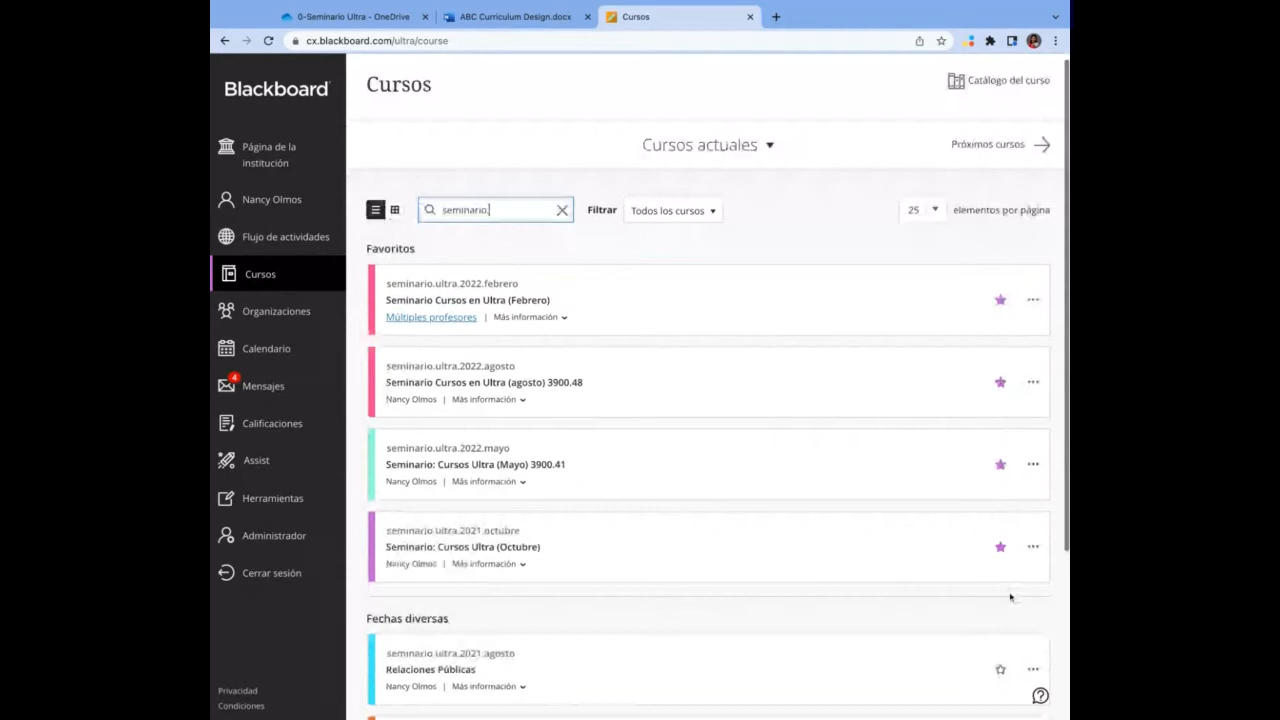 0-Seminario Ultra - OneDrive
ABC Curriculum Design.docx
Cursos
cx.blackboard.com/ultra/course
Blackboard
Cursos
Catálogo del curso
Cursos actuales
Próximos cursos
Página de la
institución
Nancy Olmos
Flujo de actividades
Cursos
Organizaciones
Calendario
4
Mensajes
Calificaciones
Assist
Herramientas
Administrador
Cerrar sesión
Privacidad
Condiciones
seminario.
Filtrar
Todos los cursos
25
elementos por página
Favoritos
seminario.ultra.2022.febrero
Seminario Cursos en Ultra (Febrero)
Múltiples profesores | Más información
seminario.ultra.2022.agosto
Seminario Cursos en Ultra (agosto) 3900.48
Nancy Olmos | Más información
seminario.ultra.2022.mayo
Seminario: Cursos Ultra (Mayo) 3900.41
Nancy Olmos | Más información
seminario.ultra.2021.octubre
Seminario: Cursos Ultra (Octubre)
Nancy Olmos | Más información
Fechas diversas
seminario.ultra.2021.agosto
Relaciones Públicas
Nancy Olmos | Más información